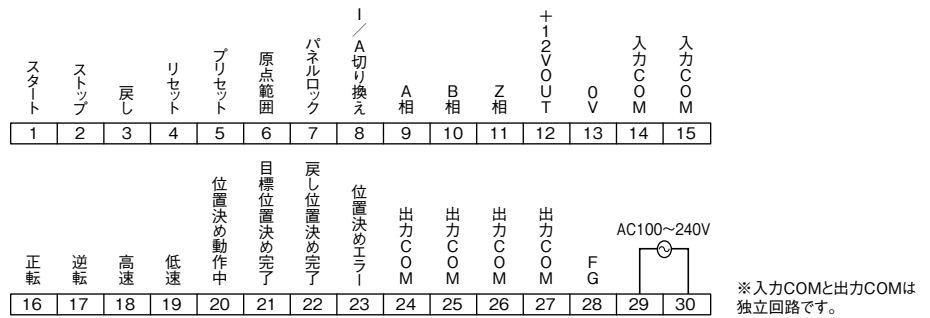 スタート
ストップ
戻し
リセット
プリセット
原点範囲
パネルロック
I／A切り換え
A相
B相
Z相
＋12VOUT
0V
入力COM
入力COM
1 2 3 4 5 6 7 8 9 10 11 12 13 14 15
正転
逆転
高速
低速
位置決め動作中
目標位置決め完了
戻し位置決め完了
位置決めエラー
出力COM
出力COM
出力COM
出力COM
FG
AC100～240V
16 17 18 19 20 21 22 23 24 25 26 27 28 29 30
※入力COMと出力COMは
独立回路です。